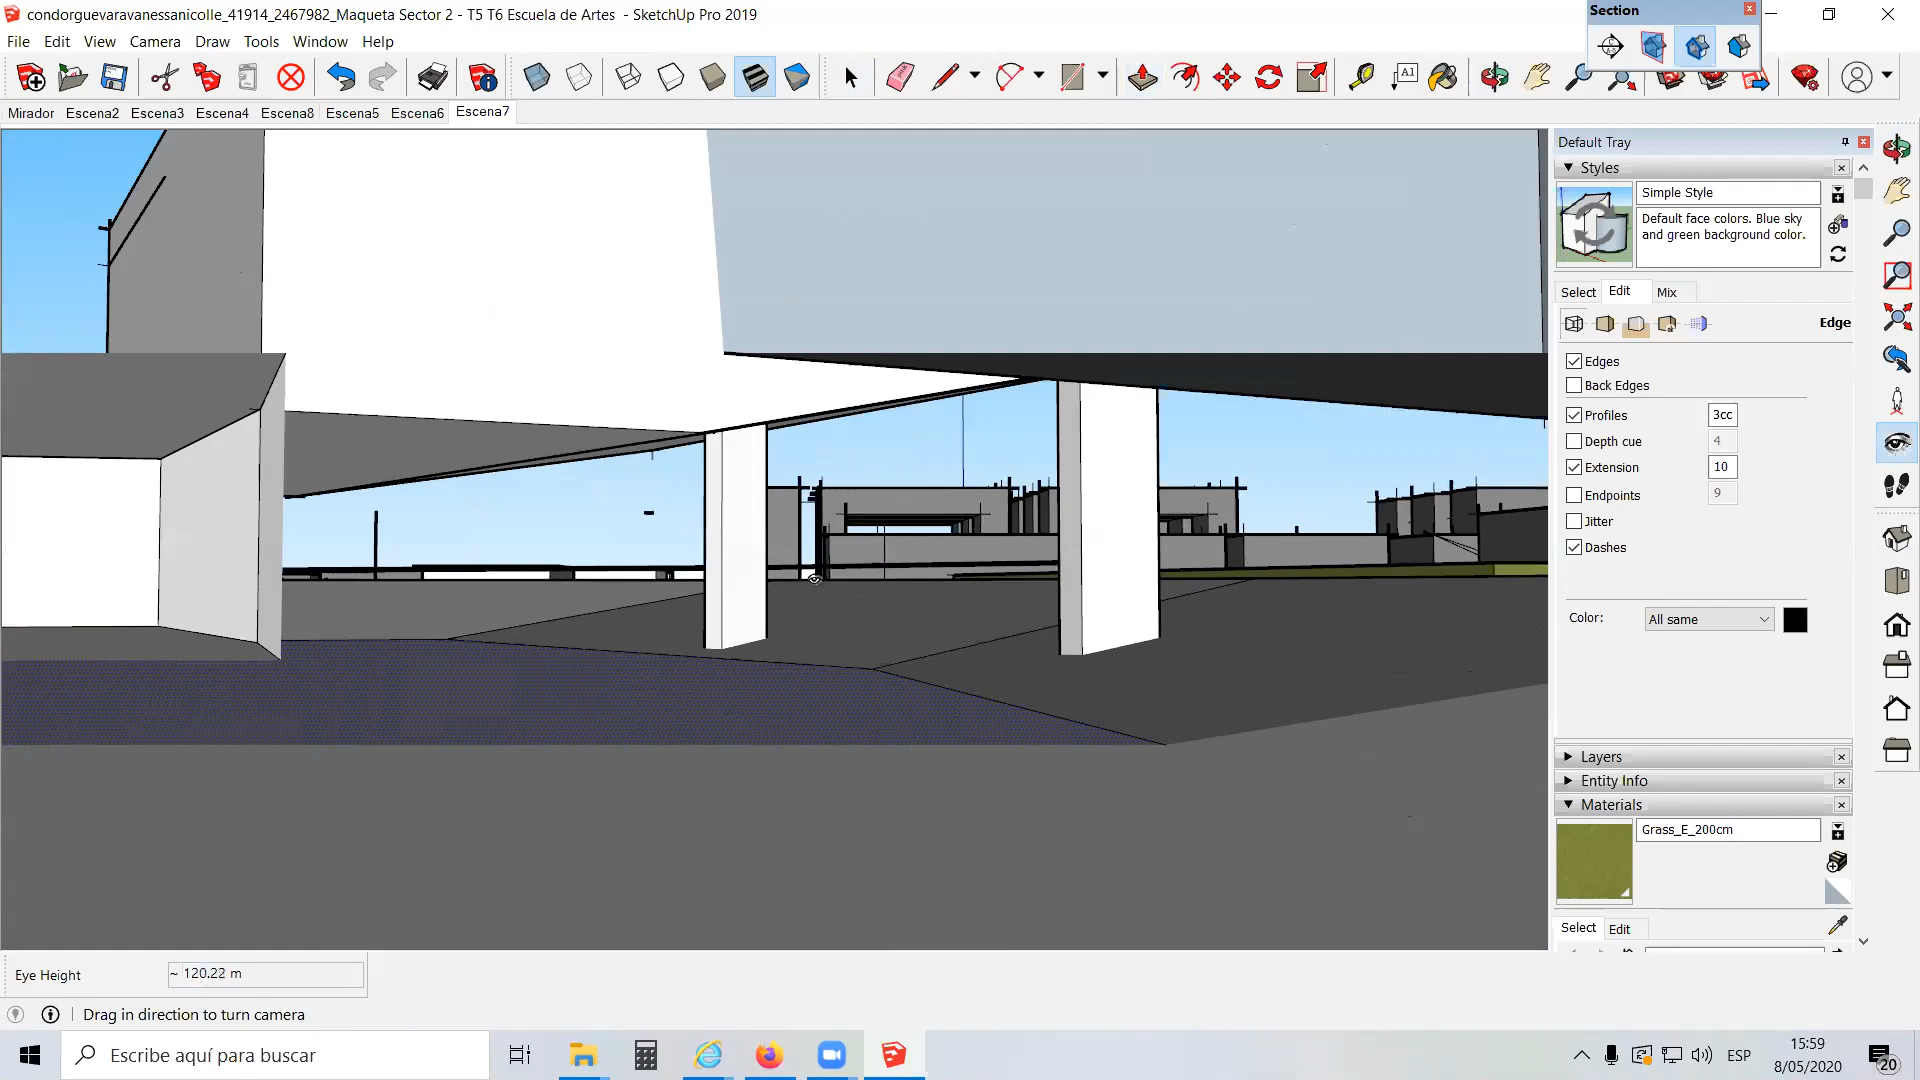 condorguevaravanessanicolle_41914_2467982_Maqueta Sector 2 - T5 T6 Escuela de Artes - SketchUp Pro 2019
Section
File Edit View Camera Draw Tools Window Help
A1
Mirador Escena2 Escena3 Escena4 Escena8 Escena5 Escena6 Escena7
Default Tray
Styles
Simple Style
Default face colors. Blue sky
and green background color.
Select Edit Mix
Edge
Edges
Back Edges
Profiles 3cc
Depth cue 4
Extension 10
Endpoints 9
Jitter
Dashes
Color: All same
Layers
Entity Info
Materials
Grass_E_200cm
Select Edit
Eye Height ~ 120.22 m
Drag in direction to turn camera
Escribe aquí para buscar
ESP
15:59
8/05/2020
20